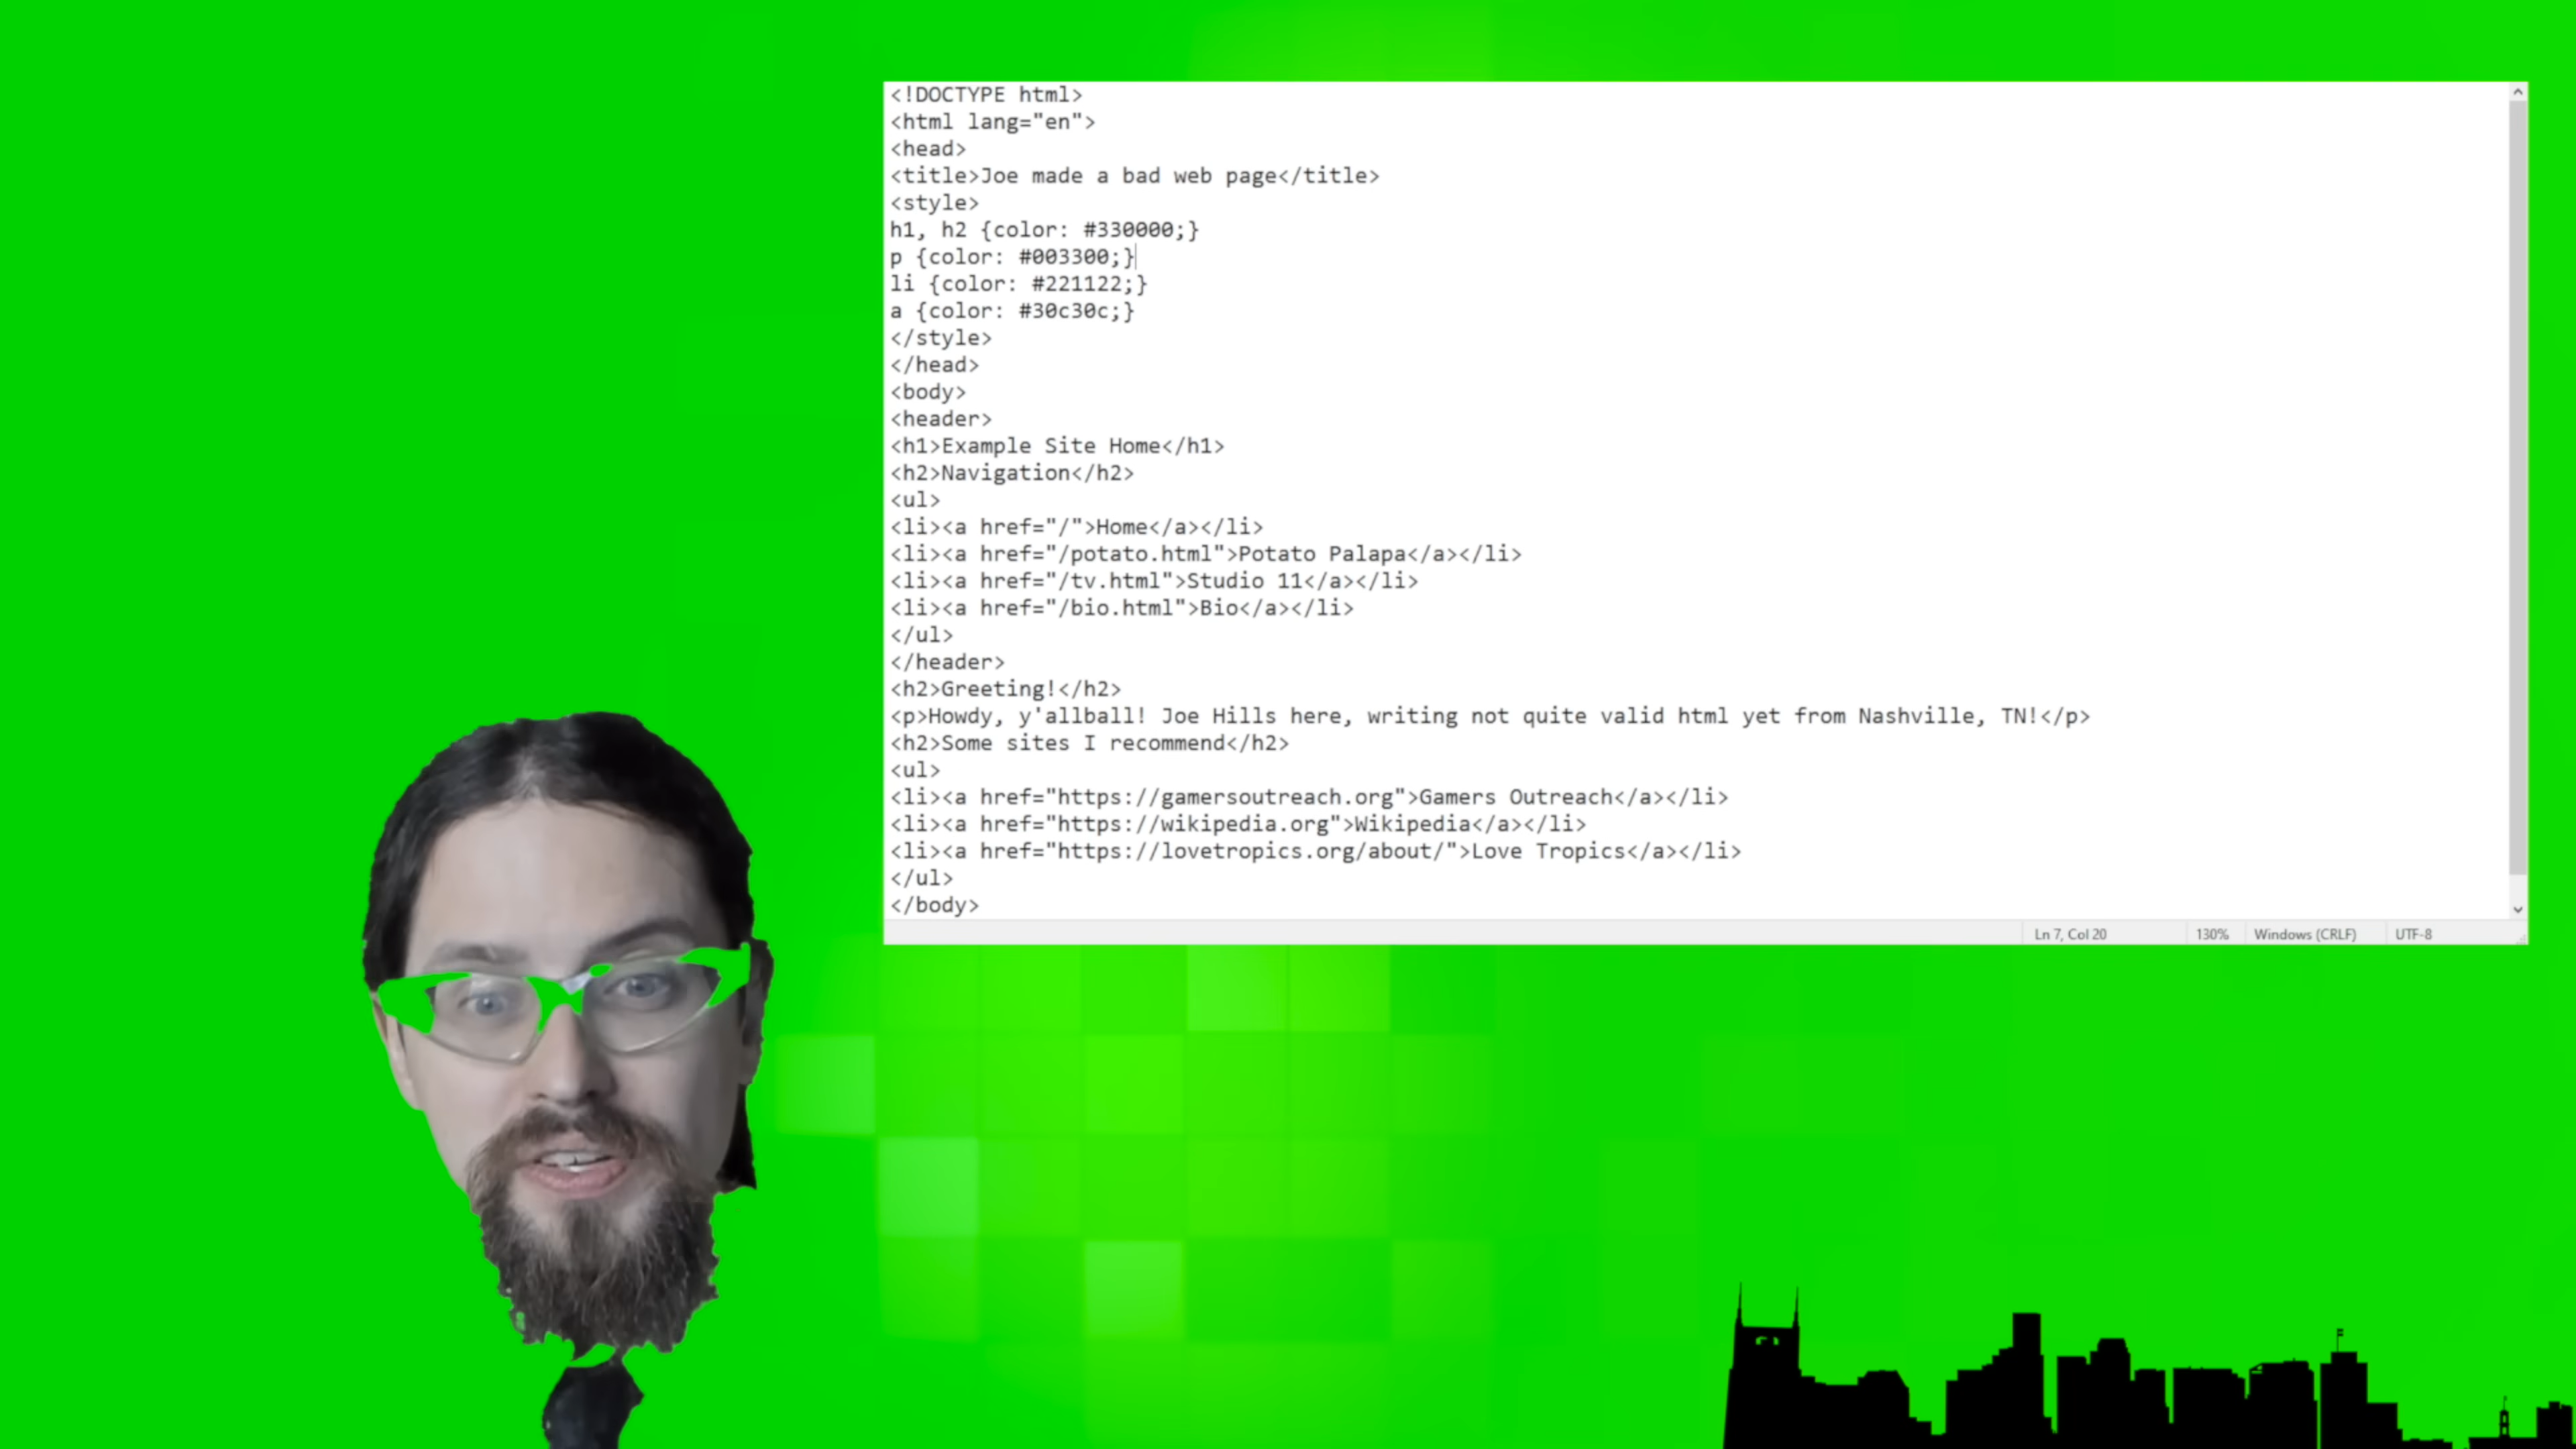 <!DOCTYPE html>
<html lang="en">
<head>
<title>Joe made a bad web page</title>
<style>
h1, h2 {color: #330000;}
p {color: #003300;}
li {color: #221122;}
a {color: #30c30c;}
</style>
</head>
<body>
<header>
<h1>Example Site Home</h1>
<h2>Navigation</h2>
<ul>
<li><a href="/">Home</a></li>
<li><a href="/potato.html">Potato Palapa</a></li>
<li><a href="/tv.html">Studio 11</a></li>
<li><a href="/bio.html">Bio</a></li>
</ul>
</header>
<h2>Greeting!</h2>
<p>Howdy, y'allball! Joe Hills here, writing not quite valid html yet from Nashville, TN!</p>
<h2>Some sites I recommend</h2>
<ul>
<li><a href="https://gamersoutreach.org">Gamers Outreach</a></li>
<li><a href="https://wikipedia.org">Wikipedia</a></li>
<li><a href="https://lovetropics.org/about/">Love Tropics</a></li>
</ul>
</body>
Ln 7, Col 20 130% Windows (CRLF) UTF-8